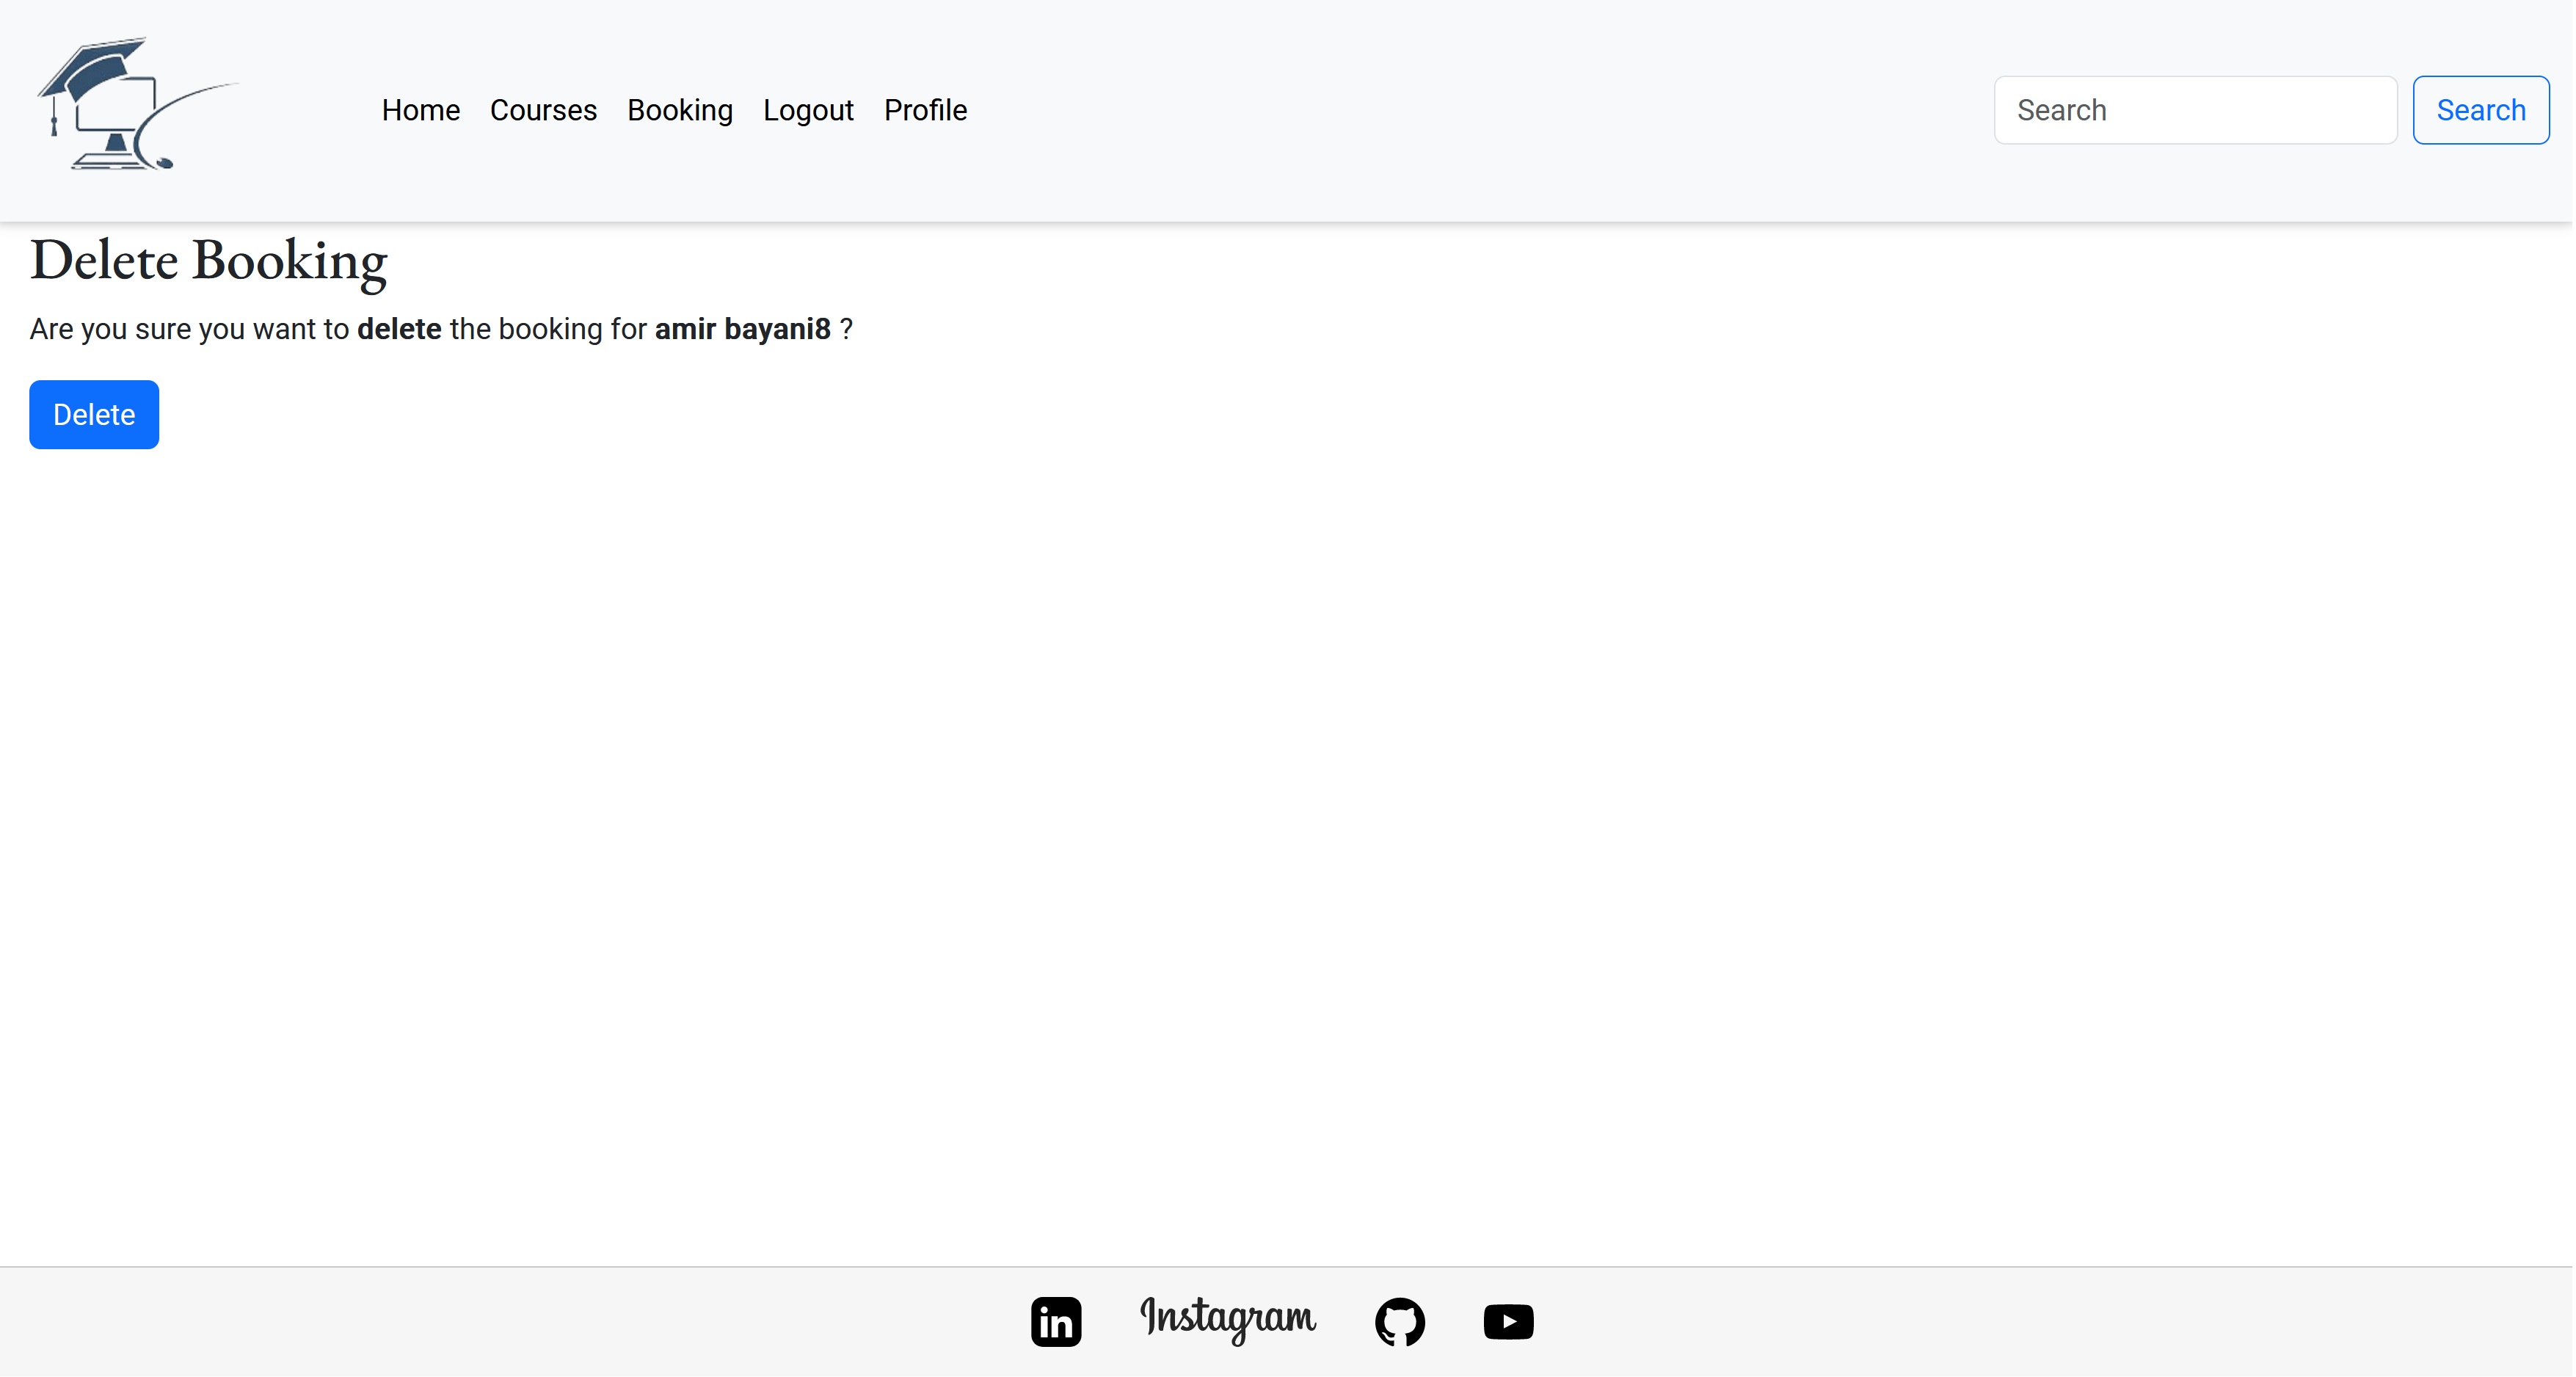 Home Courses Booking Logout Profile Search Search
Delete Booking
Are you sure you want to delete the booking for amir bayani8 ?
Delete
in Instagram